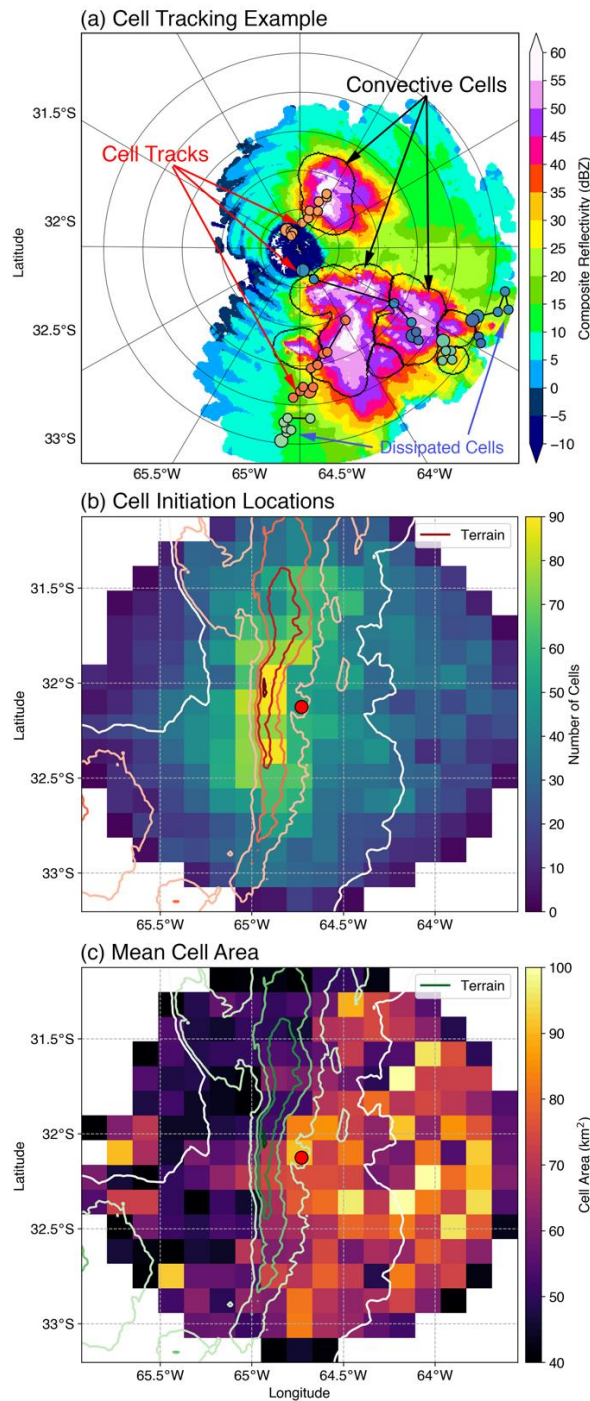 (a) Cell Tracking Example
Convective Cells
Cell Tracks
Dissipated Cells
31.5°S
32.0°S
32.5°S
33.0°S
Latitude
65.5°W
65°W
64.5°W
64.0°W
60
55
50
45
40
35
30
25
20
15
10
5
0
−5
−10
Composite Reflectivity (dBZ)
(b) Cell Initiation Locations
Terrain
31.5°S
32°S
32.5°S
33°S
Latitude
65.5°W
65°W
64.5°W
64°W
90
80
70
60
50
40
30
20
10
0
Number of Cells
(c) Mean Cell Area
Terrain
31.5°S
32°S
32.5°S
33°S
Latitude
65.5°W
65°W
64.5°W
64°W
Longitude
100
90
80
70
60
50
40
Cell Area (km²)